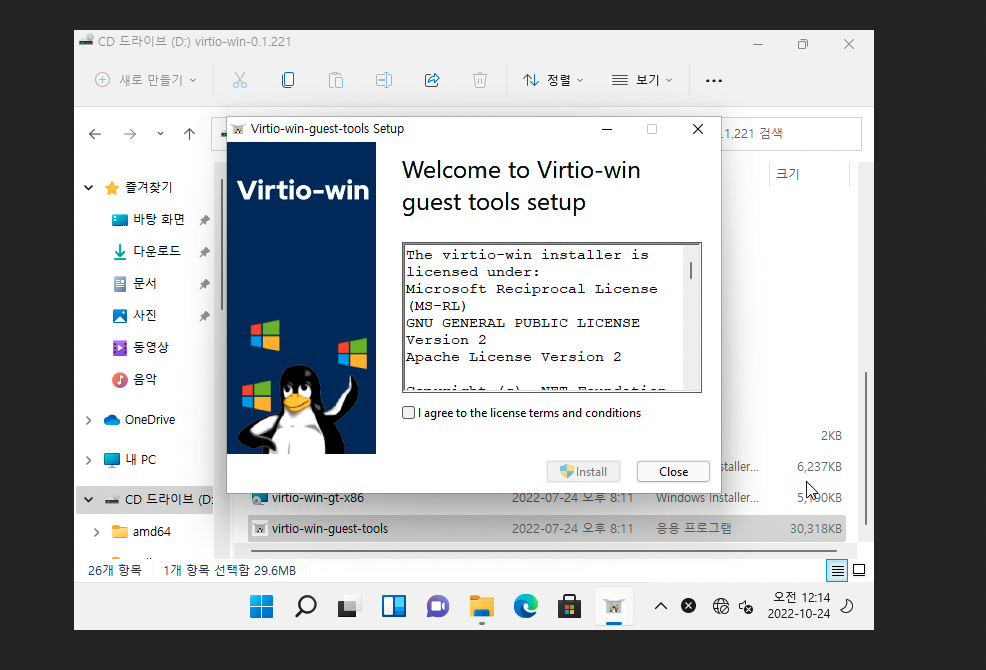 CD 드라이브 (D:) virtio-win-0.1.221
새로 만들기
정렬
보기
Virtio-win-guest-tools Setup
.1.221 검색
Virtio-win
Welcome to Virtio-win
guest tools setup
크기
즐겨찾기
바탕 화면
다운로드
문서
사진
동영상
음악
OneDrive
내 PC
CD 드라이브 (D:
amd64
The virtio-win installer is
licensed under:
Microsoft Reciprocal License
(MS-RL)
GNU GENERAL PUBLIC LICENSE
Version 2
Apache License Version 2
I agree to the license terms and conditions
Install
Close
2KB
staller...
6,237KB
virtio-win-gt-x86
2022-07-24 오후 8:11
Windows Installer...
virtio-win-guest-tools
2022-07-24 오후 8:11
응용 프로그램
30,318KB
26개 항목
1개 항목 선택함 29.6MB
오전 12:14
2022-10-24